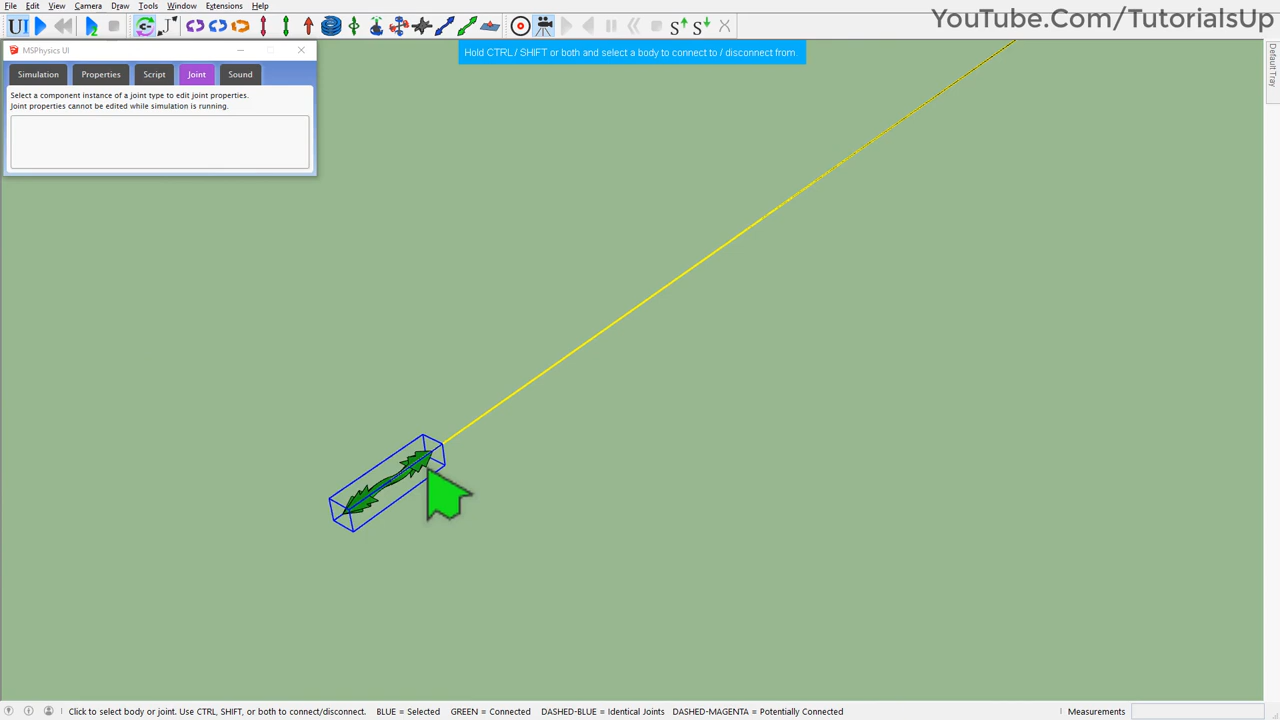 File Edit View Camera Draw Tools Window Extensions Help
YouTube.Com/TutorialsUp
UI
MSPhysics UI
Hold CTRL / SHIFT or both and select a body to connect to / disconnect from.
Default Tray
Simulation Properties Script Joint Sound
Select a component instance of a joint type to edit joint properties.
Joint properties cannot be edited while simulation is running.
Click to select body or joint. Use CTRL, SHIFT, or both to connect/disconnect. BLUE = Selected GREEN = Connected DASHED-BLUE = Identical Joints DASHED-MAGENTA = Potentially Connected Measurements